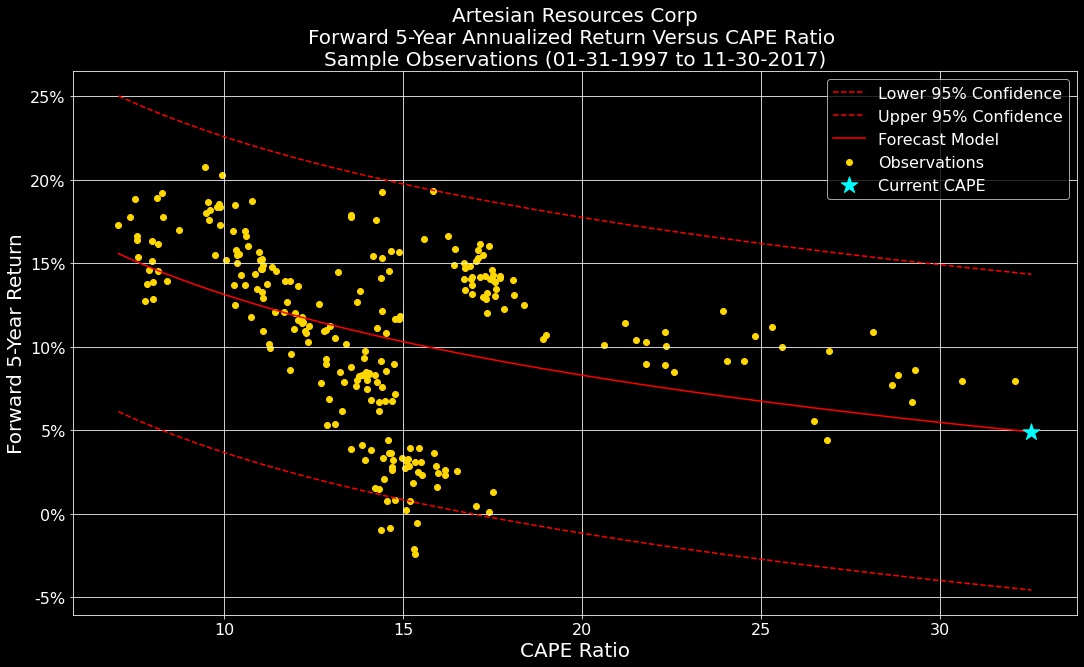 Artesian Resources Corp
Forward 5-Year Annualized Return Versus CAPE Ratio
Sample Observations (01-31-1997 to 11-30-2017)
Lower 95% Confidence
Upper 95% Confidence
Forecast Model
Observations
Current CAPE
Forward 5-Year Return
25%
20%
15%
10%
5%
0%
-5%
10
15
20
25
30
CAPE Ratio